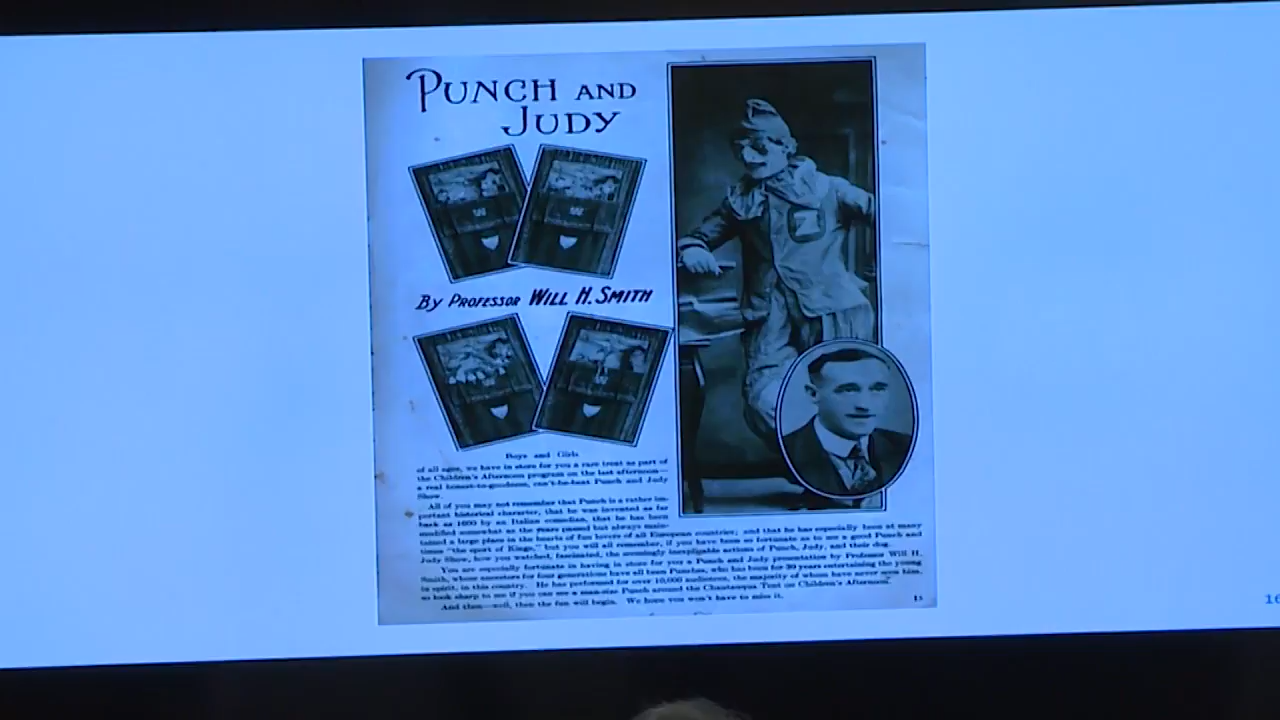 PUNCH AND
JUDY
W
W
By PROFESSOR WILL H. SMITH
Boys and Girls
of all ages, we have in store for you a rare treat as part of
the Children's Afternoon program on the last afternoon—
a real honest-to-goodness, can't-be-beat Punch and Judy
Show.
All of you may not remember that Punch is a rather im-
portant historical character, that he was invented as far
back as 1600 by an Italian comedian, that he has been
modified somewhat as the years passed but always main-
tained a large place in the hearts of fun lovers of all European countries; and that he has especially been at many
times "the sport of Kings," but you will all remember, if you have been so fortunate as to see a good Punch and
Judy Show, how you watched, fascinated, the seemingly inexplicable actions of Punch, Judy, and their dog.
You are especially fortunate in having in store for you a Punch and Judy presentation by Professor Will H.
Smith, whose ancestors for four generations have all been Punches, who has been for 30 years entertaining the young
in spirit, in this country. He has performed for over 10,000 audiences, the majority of whom have never seen him,
so look sharp to see if you can see a man-size Punch around the Chautauqua Tent on Children's Afternoon.
And then—well, then the fun will begin. We hope you won't have to miss it.
16